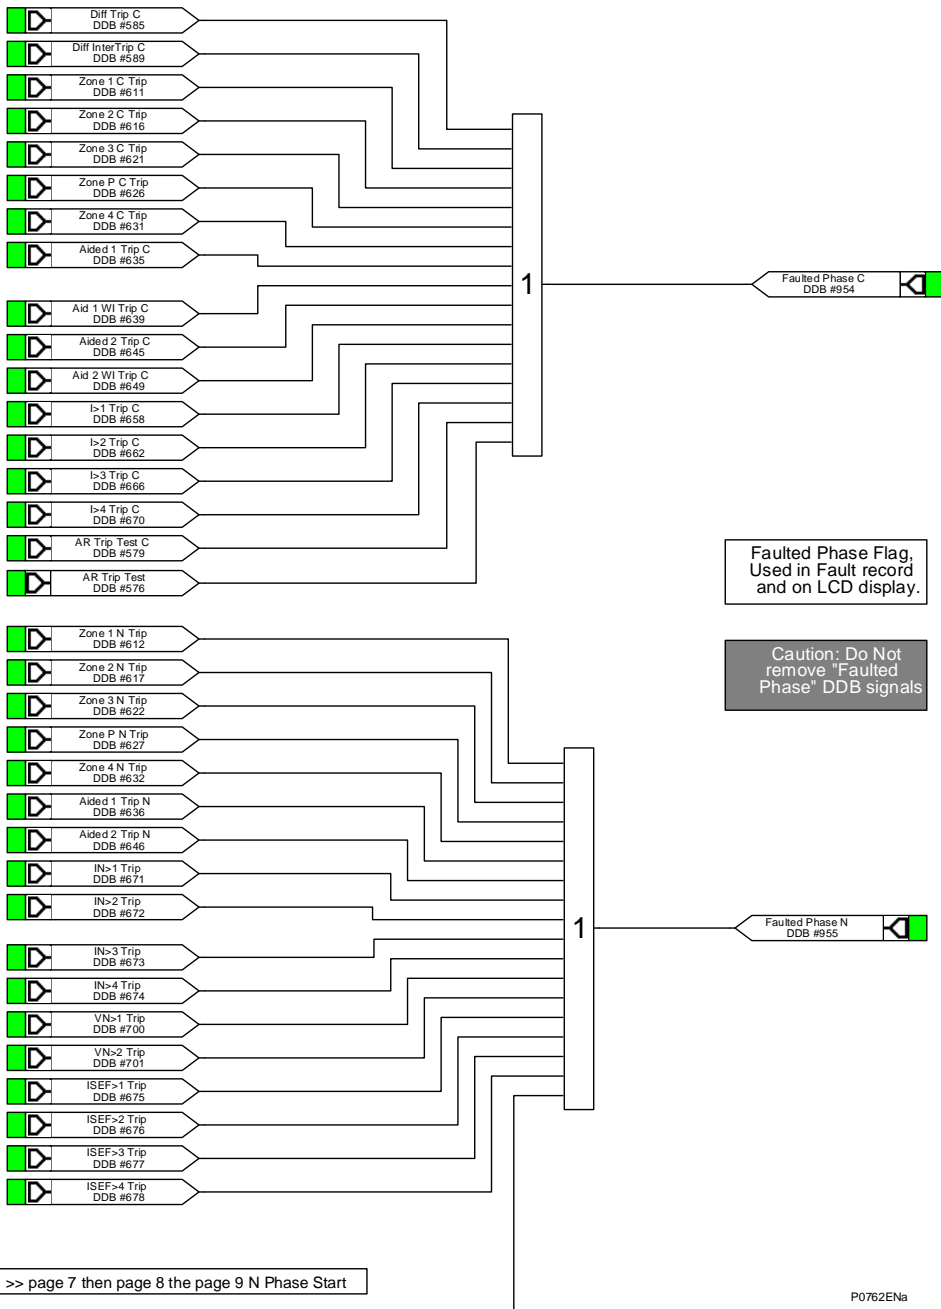 Diff Trip C
DDB #585
Diff InterTrip C
DDB #589
Zone 1 C Trip
DDB #611
Zone 2 C Trip
DDB #616
Zone 3 C Trip
DDB #621
Zone P C Trip
DDB #626
Zone 4 C Trip
DDB #631
Aided 1 Trip C
DDB #635
Aid 1 WI Trip C
DDB #639
Aided 2 Trip C
DDB #645
Aid 2 WI Trip C
DDB #649
I>1 Trip C
DDB #658
I>2 Trip C
DDB #662
I>3 Trip C
DDB #666
I>4 Trip C
DDB #670
AR Trip Test C
DDB #579
AR Trip Test
DDB #576
1
Faulted Phase C
DDB #954
Faulted Phase Flag,
Used in Fault record
and on LCD display.
Caution: Do Not
remove "Faulted
Phase" DDB signals
Zone 1 N Trip
DDB #612
Zone 2 N Trip
DDB #617
Zone 3 N Trip
DDB #622
Zone P N Trip
DDB #627
Zone 4 N Trip
DDB #632
Aided 1 Trip N
DDB #636
Aided 2 Trip N
DDB #646
IN>1 Trip
DDB #671
IN>2 Trip
DDB #672
IN>3 Trip
DDB #673
IN>4 Trip
DDB #674
VN>1 Trip
DDB #700
VN>2 Trip
DDB #701
ISEF>1 Trip
DDB #675
ISEF>2 Trip
DDB #676
ISEF>3 Trip
DDB #677
ISEF>4 Trip
DDB #678
1
Faulted Phase N
DDB #955
>> page 7 then page 8 the page 9 N Phase Start
P0762ENa